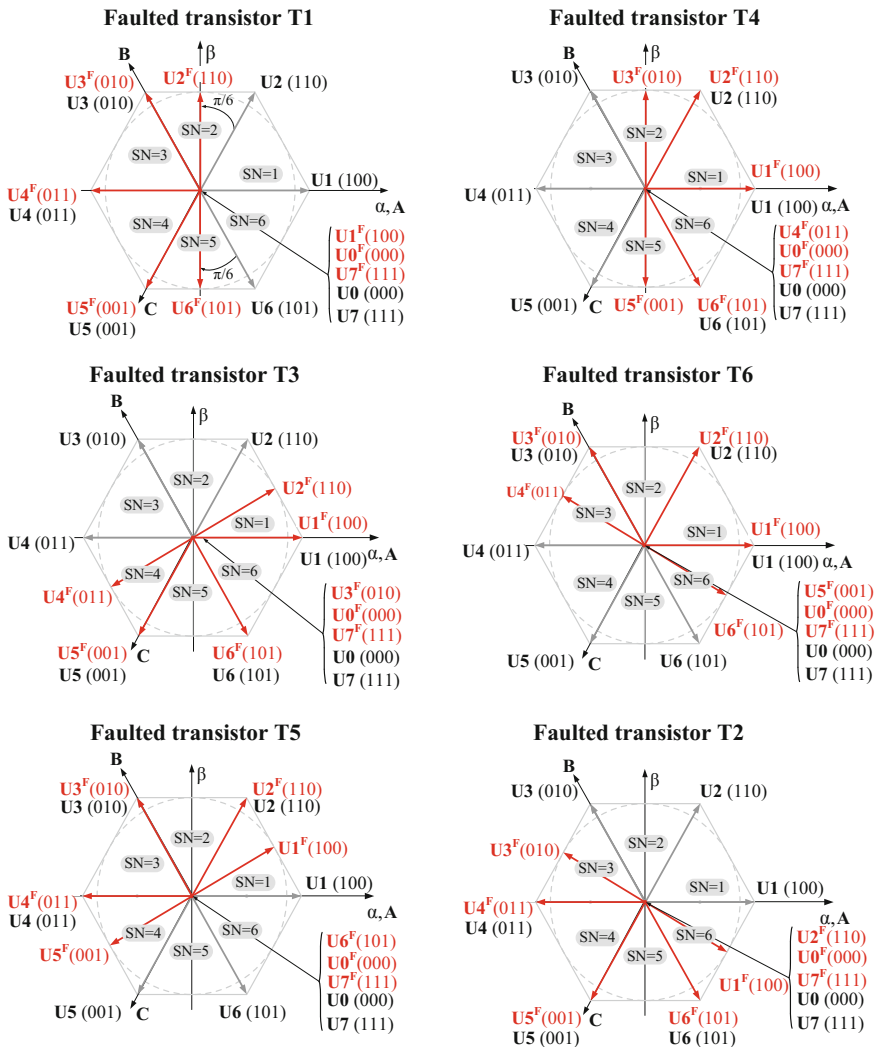 Faulted transistor T1
β
B
U3ᶠ(010)
U2ᶠ(110)
U3 (010)
U2 (110)
π/6
SN=2
SN=3
SN=1
U4ᶠ(011)
U1 (100)
U4 (011)
α, A
SN=4
SN=6
SN=5
π/6
U1ᶠ(100)
U0ᶠ(000)
U7ᶠ(111)
U0 (000)
U7 (111)
U5ᶠ(001)
C
U6ᶠ(101)
U6 (101)
U5 (001)
Faulted transistor T4
β
B
U3 (010)
U3ᶠ(010)
U2ᶠ(110)
U2 (110)
SN=2
SN=3
SN=1
U1ᶠ(100)
U4 (011)
U1 (100)
α, A
SN=4
SN=6
SN=5
U4ᶠ(011)
U0ᶠ(000)
U7ᶠ(111)
U0 (000)
U7 (111)
U5 (001)
C
U5ᶠ(001)
U6ᶠ(101)
U6 (101)
Faulted transistor T3
B
β
U3 (010)
U2 (110)
U2ᶠ(110)
SN=2
SN=3
SN=1
U1ᶠ(100)
U4 (011)
U1 (100)
α, A
SN=4
SN=6
SN=5
U4ᶠ(011)
U3ᶠ(010)
U0ᶠ(000)
U7ᶠ(111)
U0 (000)
U7 (111)
U5ᶠ(001)
C
U6ᶠ(101)
U5 (001)
U6 (101)
Faulted transistor T6
B
β
U3ᶠ(010)
U3 (010)
U2ᶠ(110)
U2 (110)
U4ᶠ(011)
SN=2
SN=3
SN=1
U1ᶠ(100)
U4 (011)
U1 (100)
α, A
SN=4
SN=6
SN=5
U5ᶠ(001)
U0ᶠ(000)
U7ᶠ(111)
U0 (000)
U7 (111)
U6ᶠ(101)
U5 (001)
C
U6 (101)
Faulted transistor T5
B
β
U3ᶠ(010)
U3 (010)
U2ᶠ(110)
U2 (110)
U1ᶠ(100)
SN=2
SN=3
SN=1
U4ᶠ(011)
U4 (011)
U1 (100)
α, A
SN=4
SN=6
SN=5
U5ᶠ(001)
U6ᶠ(101)
U0ᶠ(000)
U7ᶠ(111)
U0 (000)
U7 (111)
U5 (001)
C
U6 (101)
Faulted transistor T2
B
β
U3 (010)
U2 (110)
U3ᶠ(010)
SN=2
SN=3
SN=1
U4ᶠ(011)
U4 (011)
U1 (100)
α, A
SN=4
SN=6
SN=5
U2ᶠ(110)
U0ᶠ(000)
U7ᶠ(111)
U0 (000)
U7 (111)
U1ᶠ(100)
U5ᶠ(001)
C
U6ᶠ(101)
U5 (001)
U6 (101)